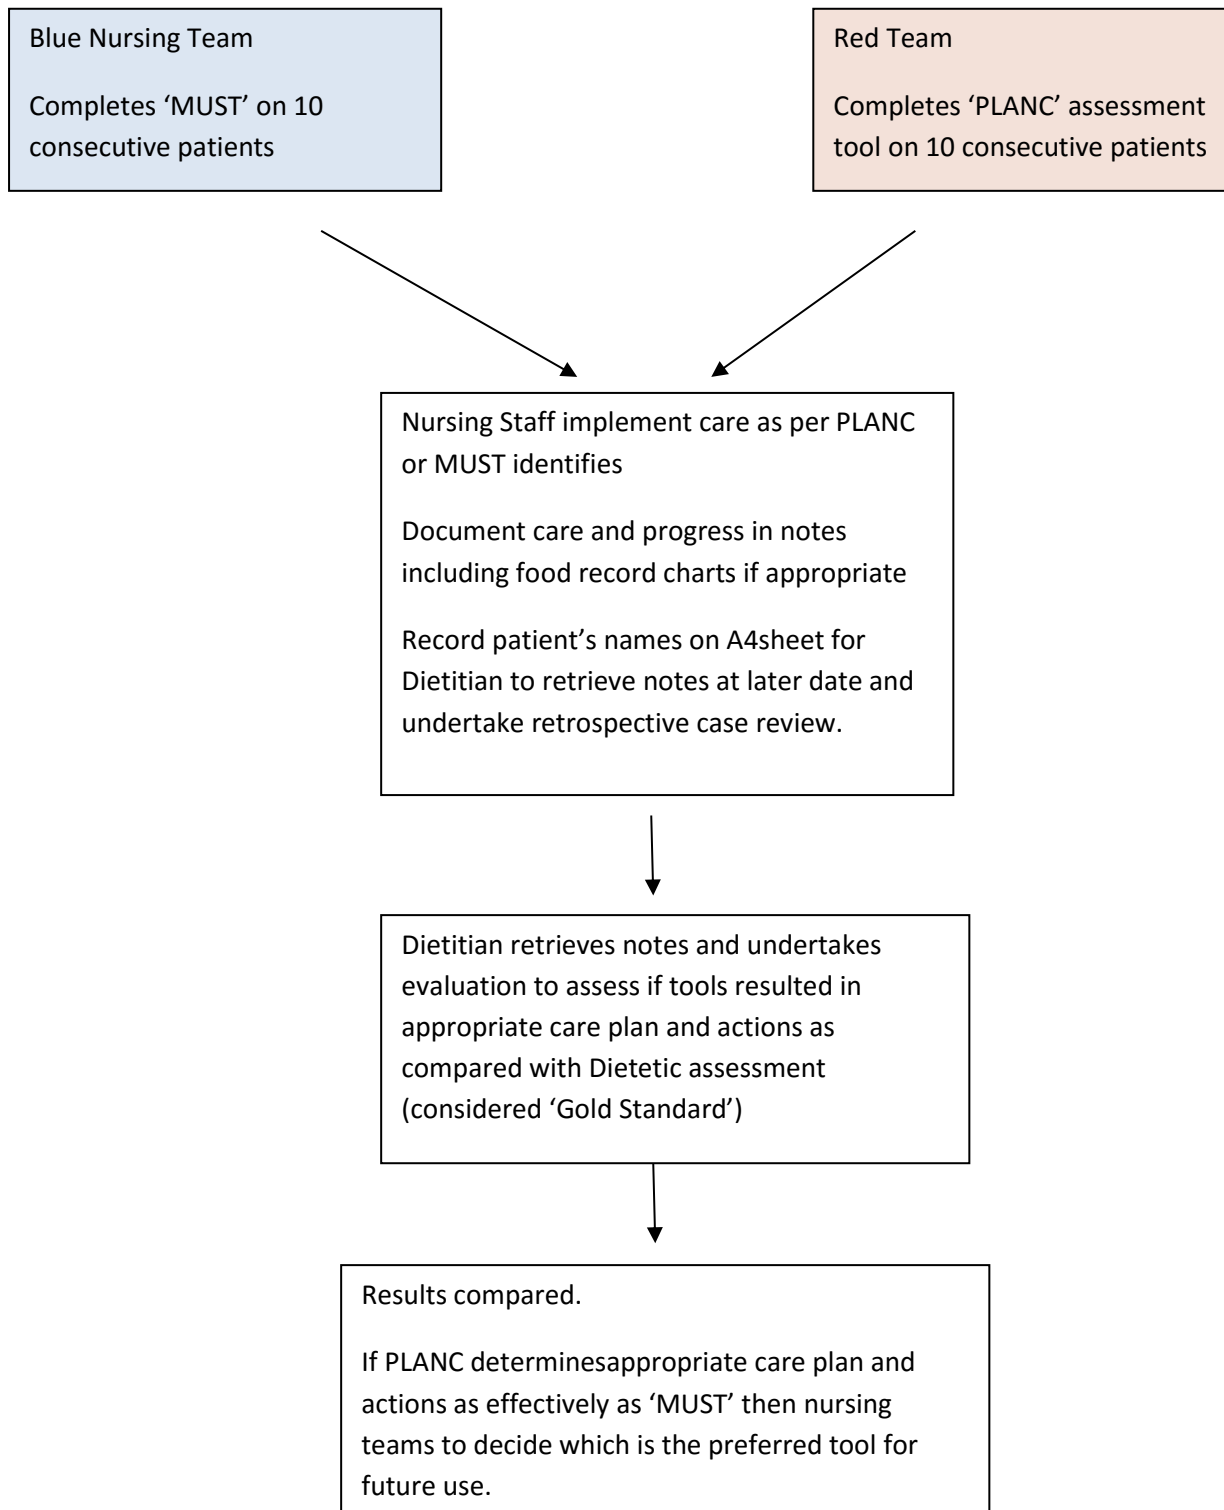 Blue Nursing Team
Completes ‘MUST’ on 10
consecutive patients
Red Team
Completes ‘PLANC’ assessment
tool on 10 consecutive patients
Nursing Staff implement care as per PLANC
or MUST identifies
Document care and progress in notes
including food record charts if appropriate
Record patient’s names on A4sheet for
Dietitian to retrieve notes at later date and
undertake retrospective case review.
Dietitian retrieves notes and undertakes
evaluation to assess if tools resulted in
appropriate care plan and actions as
compared with Dietetic assessment
(considered ‘Gold Standard’)
Results compared.
If PLANC determinesappropriate care plan and
actions as effectively as ‘MUST’ then nursing
teams to decide which is the preferred tool for
future use.